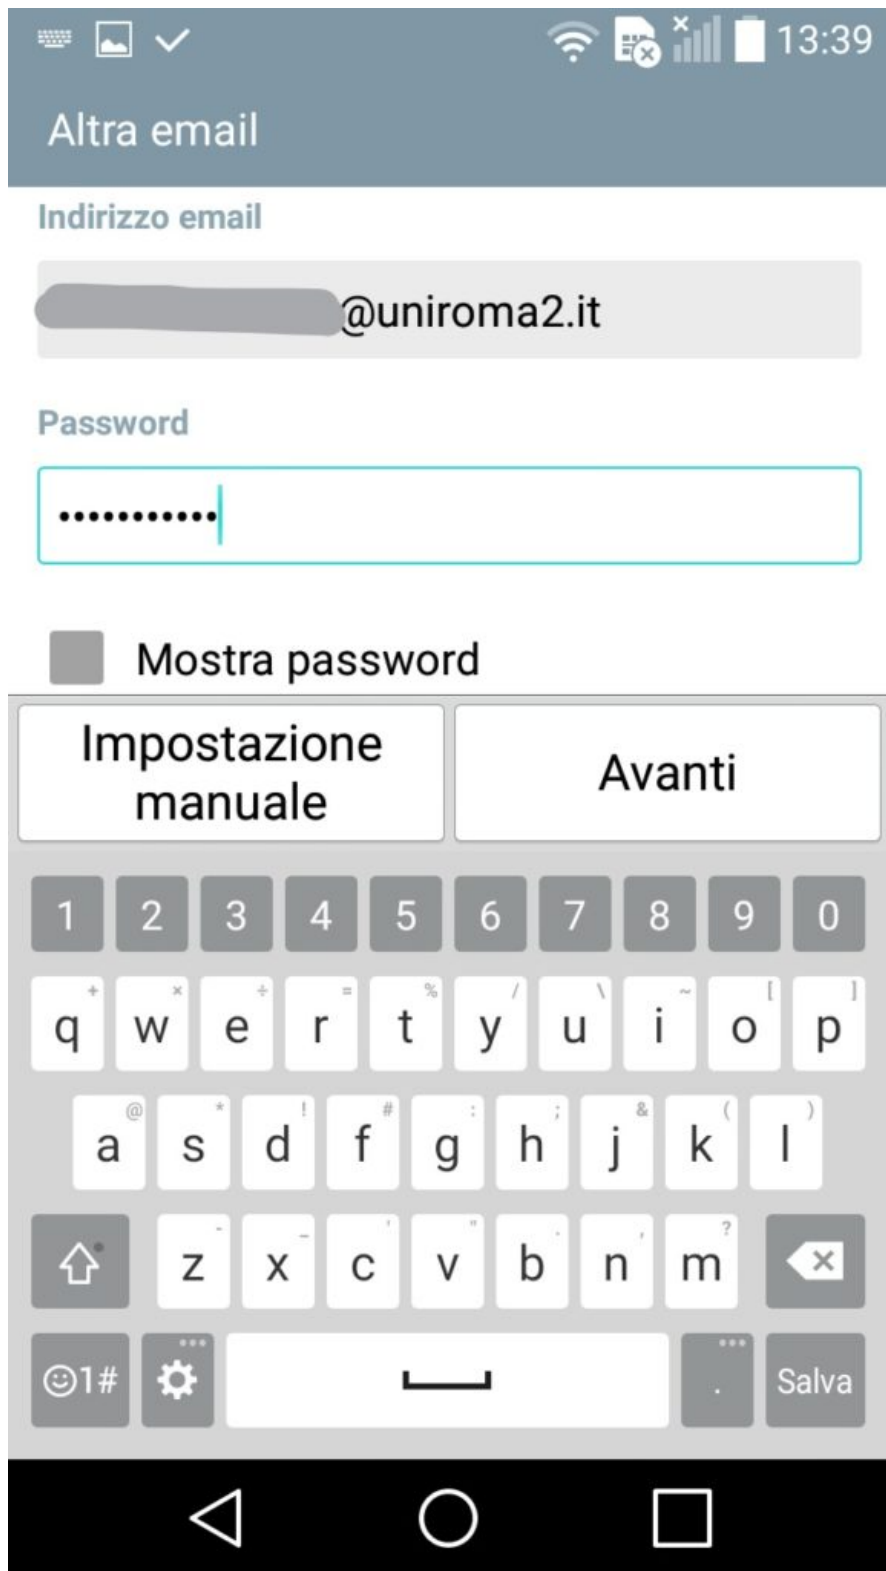 13:39
Altra email
Indirizzo email
@uniroma2.it
Password
•••••••••••
Mostra password
Impostazione
manuale
Avanti
1 2 3 4 5 6 7 8 9 0
+ × ÷ = % / \ ~ [ ]
q w e r t y u i o p
@ * ! # : ; & ( )
a s d f g h j k l
- _ ' " . , ?
z x c v b n m
1# . Salva